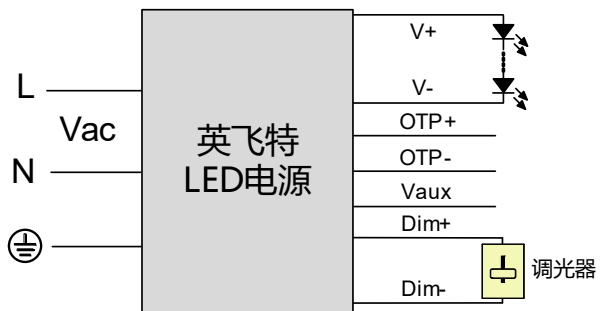 L
Vac
N
英飞特
LED电源
V+
V-
OTP+
OTP-
Vaux
Dim+
Dim-
调光器